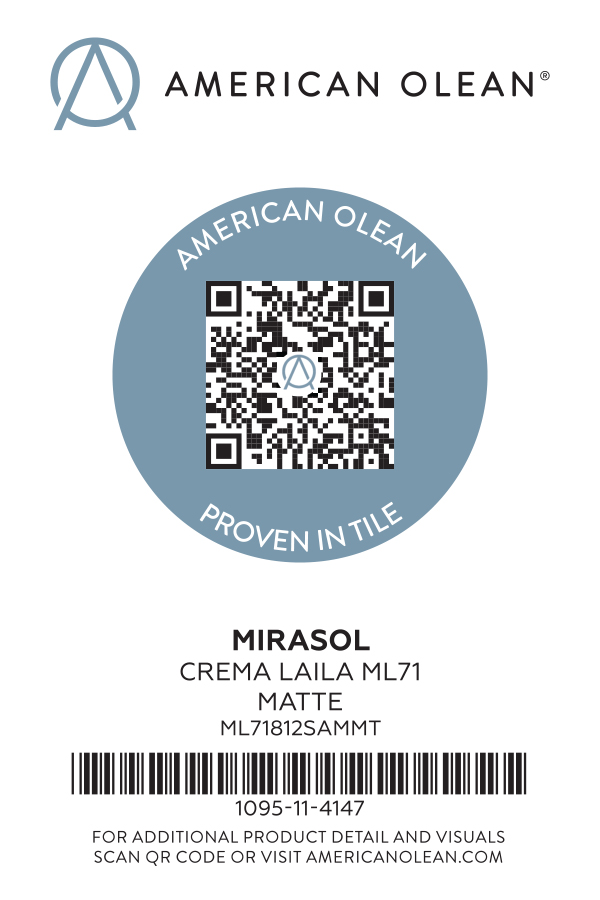 AMERICAN OLEAN®
AMERICAN OLEAN
PROVEN IN TILE
MIRASOL
CREMA LAILA ML71
MATTE
ML71812SAMMT
1095-11-4147
FOR ADDITIONAL PRODUCT DETAIL AND VISUALS
SCAN QR CODE OR VISIT AMERICANOLEAN.COM